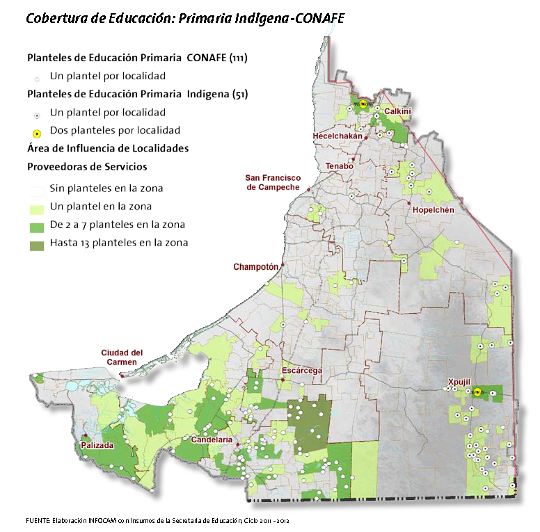 Cobertura de Educación: Primaria Indígena-CONAFE
Planteles de Educación Primaria CONAFE (111)
Un plantel por localidad
Planteles de Educación Primaria Indígena (51)
Un plantel por localidad
Dos planteles por localidad
Área de Influencia de Localidades
Proveedoras de Servicios
Sin planteles en la zona
Un plantel en la zona
De 2 a 7 planteles en la zona
Hasta 13 planteles en la zona
Calkiní
Hecelchakán
Tenabo
San Francisco
de Campeche
Hopelchén
Champotón
Ciudad del
Carmen
Escárcega
Xpujil
Palizada
Candelaria
FUENTE: Elaboración INFOCAM con Insumos de la Secretaría de Educación; Ciclo 2011-2012